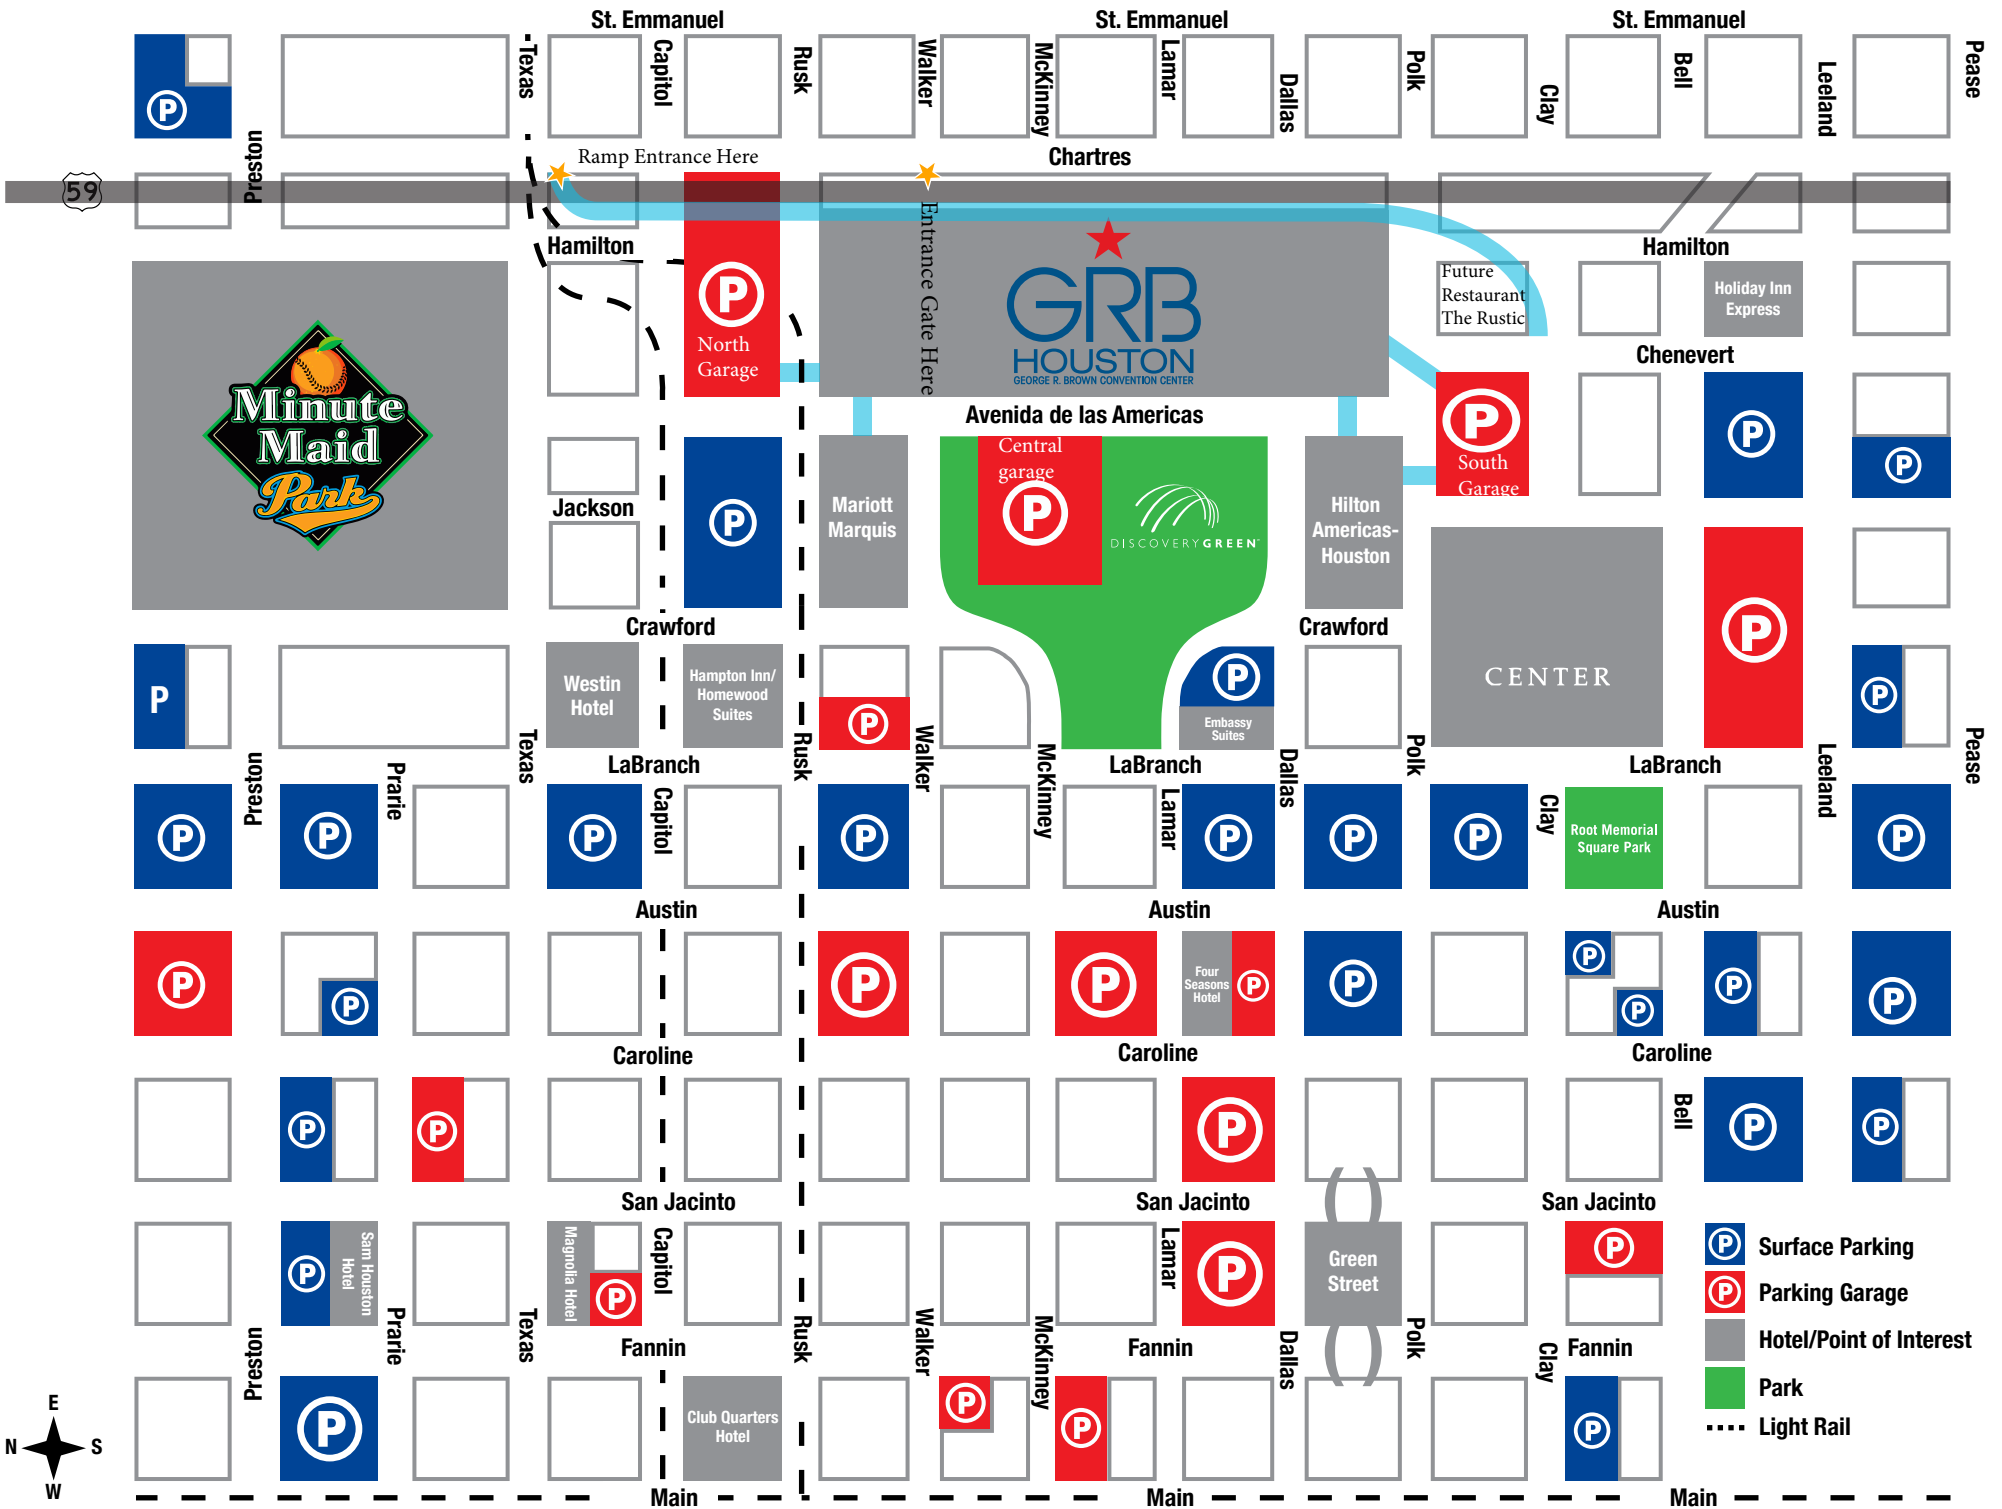 St. Emmanuel
St. Emmanuel
St. Emmanuel
Texas
Capitol
Rusk
Walker
McKinney
Lamar
Dallas
Polk
Clay
Bell
Leeland
Pease
P
Preston
Ramp Entrance Here
Chartres
59
Entrance Gate Here
Hamilton
Hamilton
P
North
Garage
GRB
HOUSTON
GEORGE R. BROWN CONVENTION CENTER
Future
Restaurant
The Rustic
Holiday Inn
Express
Chenevert
Minute
Maid
Park
Avenida de las Americas
Central
garage
P
DISCOVERY GREEN
P
South
Garage
P
P
Jackson
P
Mariott
Marquis
Hilton
Americas-
Houston
Crawford
Crawford
P
Westin
Hotel
Hampton Inn/
Homewood
Suites
P
P
Embassy
Suites
CENTER
P
P
Preston
Prarie
Texas
LaBranch
Capitol
Rusk
Walker
McKinney
LaBranch
Lamar
Dallas
Polk
Clay
LaBranch
Leeland
Pease
P
P
P
P
P
P
P
Root Memorial
Square Park
P
Austin
Austin
Austin
P
P
P
P
Four
Seasons
Hotel
P
P
P
P
P
P
Caroline
Caroline
Caroline
P
P
P
Bell
P
P
San Jacinto
San Jacinto
San Jacinto
P
Sam Houston
Hotel
Magnolia Hotel
P
Capitol
Lamar
P
Green
Street
P
Preston
Prarie
Texas
Fannin
Rusk
Walker
McKinney
Fannin
Dallas
Polk
Clay
Fannin
P
Club Quarters
Hotel
P
P
P
P Surface Parking
P Parking Garage
Hotel/Point of Interest
Park
Light Rail
E
N S
W
Main
Main
Main